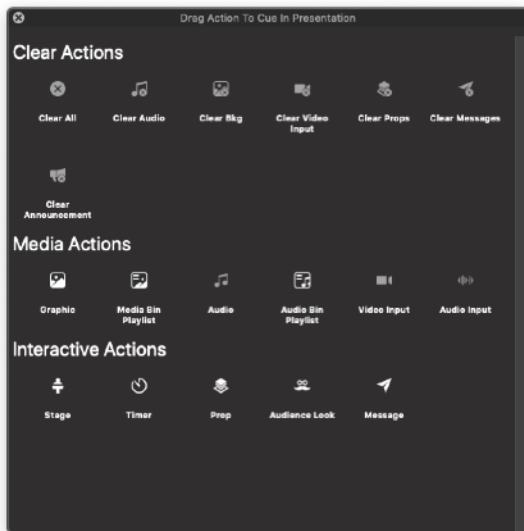 Drag Action To Cue In Presentation
Clear Actions
Clear All
Clear Audio
Clear Bkg
Clear Video
Input
Clear Props
Clear Messages
Clear
Announcement
Media Actions
Graphic
Media Bin
Playlist
Audio
Audio Bin
Playlist
Video Input
Audio Input
Interactive Actions
Stage
Timer
Prop
Audience Look
Message